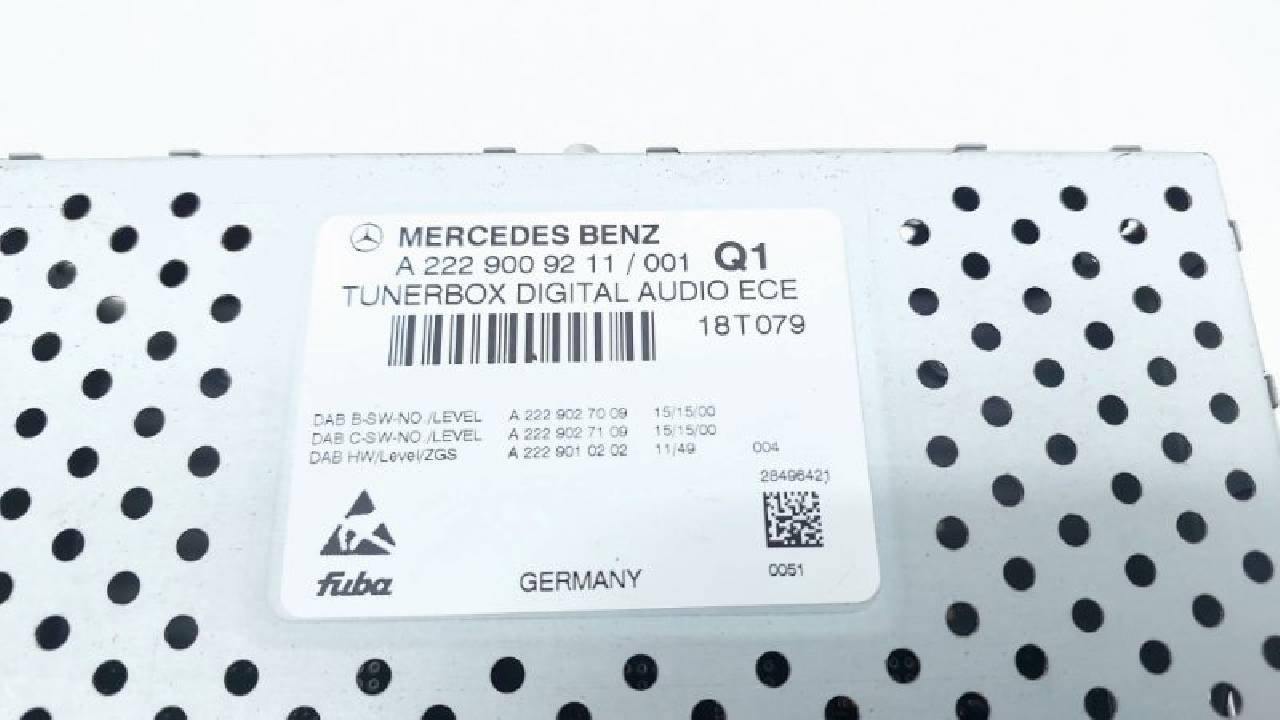 MERCEDES BENZ
A 222 900 92 11 / 001 Q1
TUNERBOX DIGITAL AUDIO ECE
18T079
DAB B-SW-NO./LEVEL A 222 902 70 09 15/15/00
DAB C-SW-NO./LEVEL A 222 902 71 09 15/15/00
DAB HW/Level/ZGS A 222 901 02 02 11/49 004
28496421
0051
fuba GERMANY